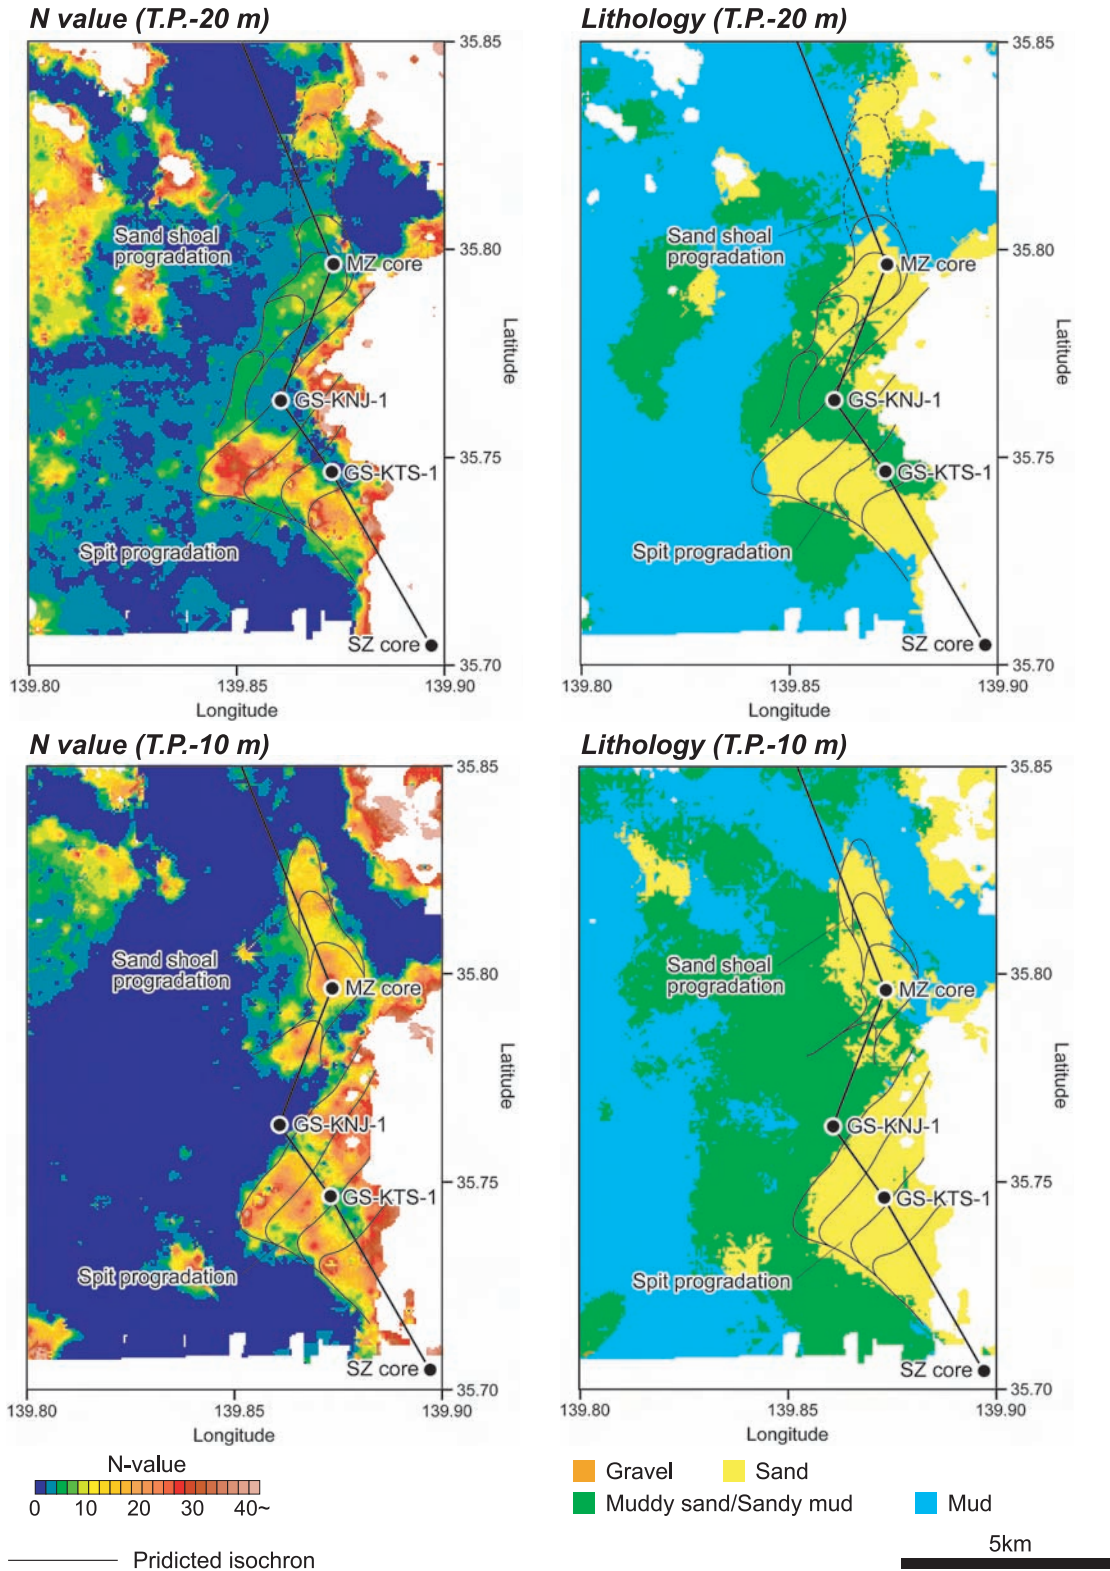 N value (T.P.-20 m)
Lithology (T.P.-20 m)
35.85
35.85
Sand shoal
progradation
Sand shoal
progradation
35.80
35.80
MZ core
MZ core
Latitude
Latitude
GS-KNJ-1
GS-KNJ-1
35.75
35.75
GS-KTS-1
GS-KTS-1
Spit progradation
Spit progradation
SZ core
SZ core
35.70
35.70
139.80
139.85
139.90
139.80
139.85
139.90
Longitude
Longitude
N value (T.P.-10 m)
Lithology (T.P.-10 m)
35.85
35.85
Sand shoal
progradation
Sand shoal
progradation
35.80
35.80
MZ core
MZ core
Latitude
Latitude
GS-KNJ-1
GS-KNJ-1
35.75
35.75
GS-KTS-1
GS-KTS-1
Spit progradation
Spit progradation
SZ core
SZ core
35.70
35.70
139.80
139.85
139.90
139.80
139.85
139.90
Longitude
Longitude
N-value
0 10 20 30 40~
Gravel
Sand
Muddy sand/Sandy mud
Mud
Pridicted isochron
5km